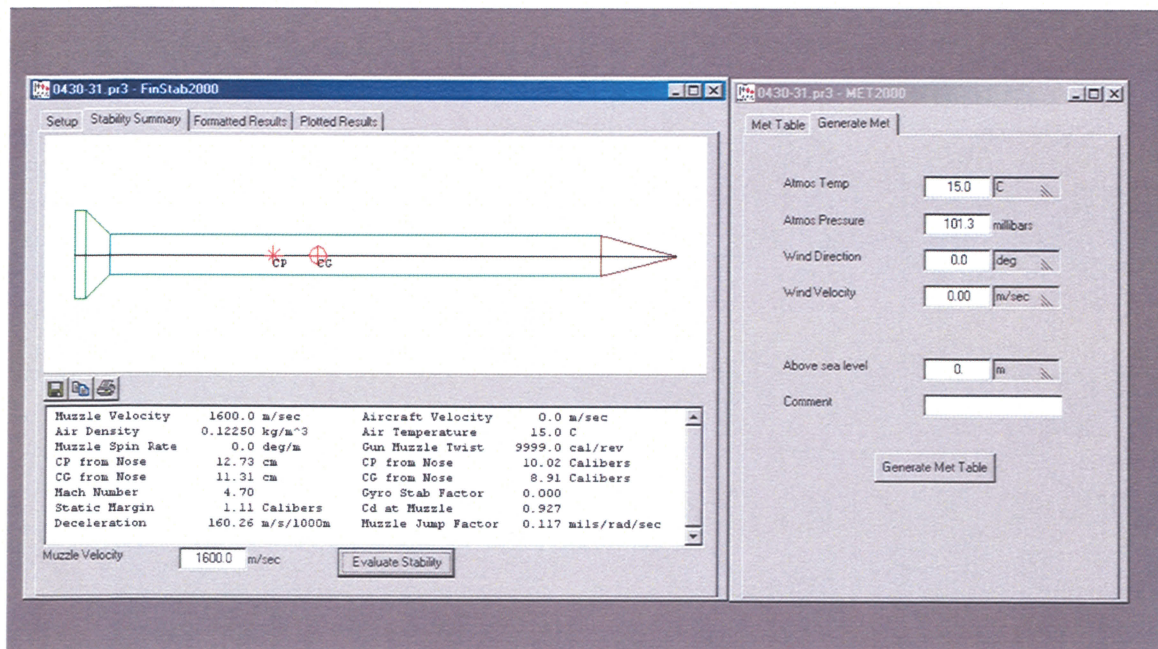 0430-31.pr3 - FinStab2000
Setup Stability Summary Formatted Results Plotted Results
CP CG
Muzzle Velocity 1600.0 m/sec Aircraft Velocity 0.0 m/sec
Air Density 0.12250 kg/m^3 Air Temperature 15.0 C
Muzzle Spin Rate 0.0 deg/m Gun Muzzle Twist 9999.0 cal/rev
CP from Nose 12.73 cm CP from Nose 10.02 Calibers
CG from Nose 11.31 cm CG from Nose 8.91 Calibers
Mach Number 4.70 Gyro Stab Factor 0.000
Static Margin 1.11 Calibers Cd at Muzzle 0.927
Deceleration 160.26 m/s/1000m Muzzle Jump Factor 0.117 mils/rad/sec
Muzzle Velocity 1600.0 m/sec Evaluate Stability
0430-31.pr3 - MET2000
Met Table Generate Met
Atmos Temp 15.0 C
Atmos Pressure 101.3 millibars
Wind Direction 0.0 deg
Wind Velocity 0.00 m/sec
Above sea level 0. m
Comment
Generate Met Table